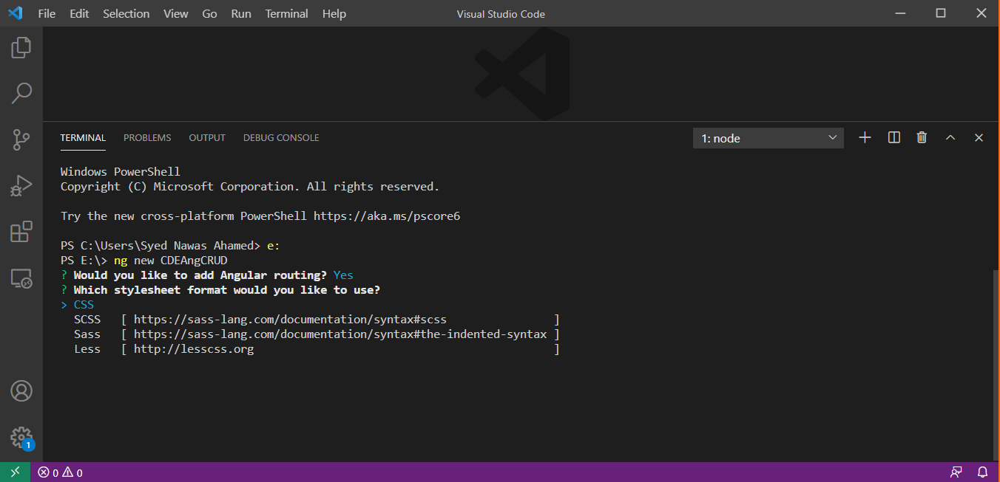 File Edit Selection View Go Run Terminal Help Visual Studio Code
TERMINAL PROBLEMS OUTPUT DEBUG CONSOLE 1: node
Windows PowerShell
Copyright (C) Microsoft Corporation. All rights reserved.
Try the new cross-platform PowerShell https://aka.ms/pscore6
PS C:\Users\Syed Nawas Ahamed> e:
PS E:\> ng new CDEAngCRUD
? Would you like to add Angular routing? Yes
? Which stylesheet format would you like to use?
> CSS
SCSS [ https://sass-lang.com/documentation/syntax#scss ]
Sass [ https://sass-lang.com/documentation/syntax#the-indented-syntax ]
Less [ http://lesscss.org ]
1
0 0